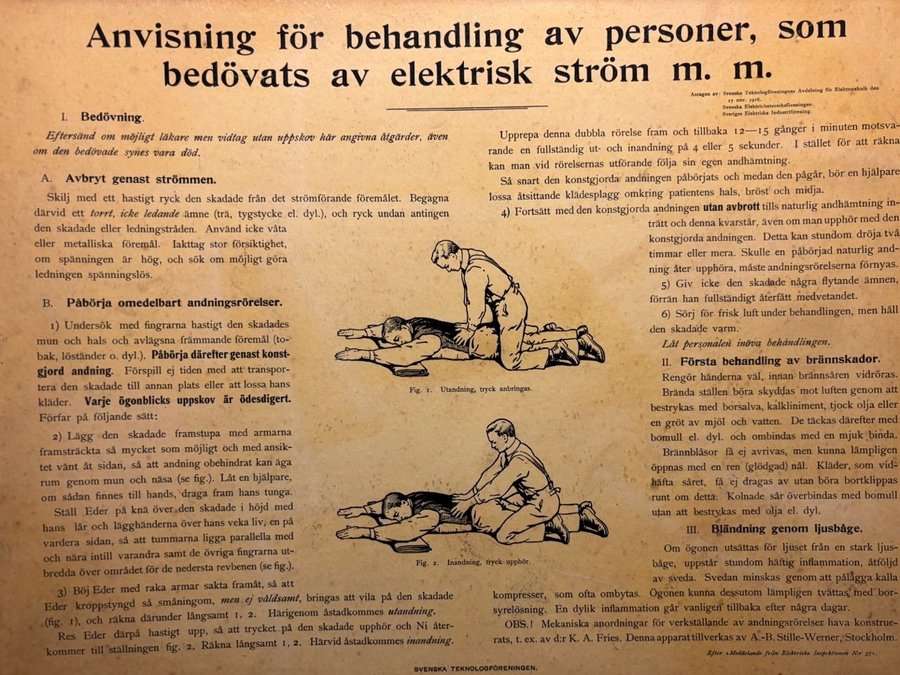 Anvisning för behandling av personer, som
bedövats av elektrisk ström m. m.
Antagen av: Svenska Teknologföreningens Avdelning för Elektroteknik den
17 nov. 1916.
Svenska Elektricitetsverksföreningen.
Sveriges Elektriska Industriförening.
I. Bedövning.
Eftersänd om möjligt läkare men vidtag utan uppskov här angivna åtgärder, även
om den bedövade synes vara död.
A. Avbryt genast strömmen.
Skilj med ett hastigt ryck den skadade från det strömförande föremålet. Begagna
därvid ett torrt, icke ledande ämne (trä, tygstycke el. dyl.), och ryck undan antingen
den skadade eller ledningstråden. Använd icke våta
eller metalliska föremål. Iakttag stor försiktighet,
om spänningen är hög, och sök om möjligt göra
ledningen spänningslös.
B. Påbörja omedelbart andningsrörelser.
1) Undersök med fingrarna hastigt den skadades
mun och hals och avlägsna främmande föremål (to-
bak, löständer o. dyl.). Påbörja därefter genast konst-
gjord andning. Förspill ej tiden med att transpor-
tera den skadade till annan plats eller att lossa hans
kläder. Varje ögonblicks uppskov är ödesdigert.
Förfar på följande sätt:
2) Lägg den skadade framstupa med armarna
framsträckta så mycket som möjligt och med ansik-
tet vänt åt sidan, så att andning obehindrat kan äga
rum genom mun och näsa (se fig.). Låt en hjälpare,
om sådan finnes till hands, draga fram hans tunga.
Ställ Eder på knä över den skadade i höjd med
hans lår och lägg händerna över hans veka liv, en på
vardera sidan, så att tummarna ligga parallella med
och nära intill varandra samt de övriga fingrarna ut-
bredda över området för de nedersta revbenen (se fig.).
3) Böj Eder med raka armar sakta framåt, så att
Eder kroppstyngd så småningom, men ej våldsamt, bringas att vila på den skadade
(fig. 1), och räkna därunder långsamt 1, 2. Härigenom åstadkommes utandning.
Res Eder därpå hastigt upp, så att trycket på den skadade upphör och Ni åter-
kommer till ställningen fig. 2. Räkna långsamt 1, 2. Härvid åstadkommes inandning.
Fig. 1. Utandning, tryck anbringas.
Fig. 2. Inandning, tryck upphör.
Upprepa denna dubbla rörelse fram och tillbaka 12—15 gånger i minuten motsva-
rande en fullständig ut- och inandning på 4 eller 5 sekunder. I stället för att räkna
kan man vid rörelsernas utförande följa sin egen andhämtning.
Så snart den konstgjorda andningen påbörjats och medan den pågår, bör en hjälpare
lossa åtsittande klädesplagg omkring patientens hals, bröst och midja.
4) Fortsätt med den konstgjorda andningen utan avbrott tills naturlig andhämtning in-
trätt och denna kvarstår, även om man upphör med den
konstgjorda andningen. Detta kan stundom dröja två
timmar eller mera. Skulle en påbörjad naturlig and-
ning åter upphöra, måste andningsrörelserna förnyas.
5) Giv icke den skadade några flytande ämnen,
förrän han fullständigt återfått medvetandet.
6) Sörj för frisk luft under behandlingen, men håll
den skadade varm.
Låt personalen inöva behandlingen.
II. Första behandling av brännskador.
Rengör händerna väl, innan brännsåren vidröras.
Brända ställen böra skyddas mot luften genom att
bestrykas med borsalva, kalkliniment, tjock olja eller
en gröt av mjöl och vatten. De täckas därefter med
bomull el. dyl. och ombindas med en mjuk binda.
Brännblåsor få ej avrivas, men kunna lämpligen
öppnas med en ren (glödgad) nål. Kläder, som vid-
häfta såret, få ej dragas av utan böra bortklippas
runt om detta. Kolnade sår överbindas med bomull
utan att bestrykas med olja el. dyl.
III. Bländning genom ljusbåge.
Om ögonen utsättas för ljuset från en stark ljus-
båge, uppstår stundom häftig inflammation, åtföljd
av sveda. Svedan minskas genom att pålägga kalla
kompresser, som ofta ombytas. Ögonen kunna dessutom lämpligen tvättas med bor-
syrelösning. En dylik inflammation går vanligen tillbaka efter några dagar.
OBS.! Mekaniska anordningar för verkställande av andningsrörelser hava konstrue-
rats, t. ex. av d:r K. A. Fries. Denna apparat tillverkas av A.-B. Stille-Werner, Stockholm.
Efter »Meddelande från Elektriska Inspektionen N:r 371.
SVENSKA TEKNOLOGFÖRENINGEN.